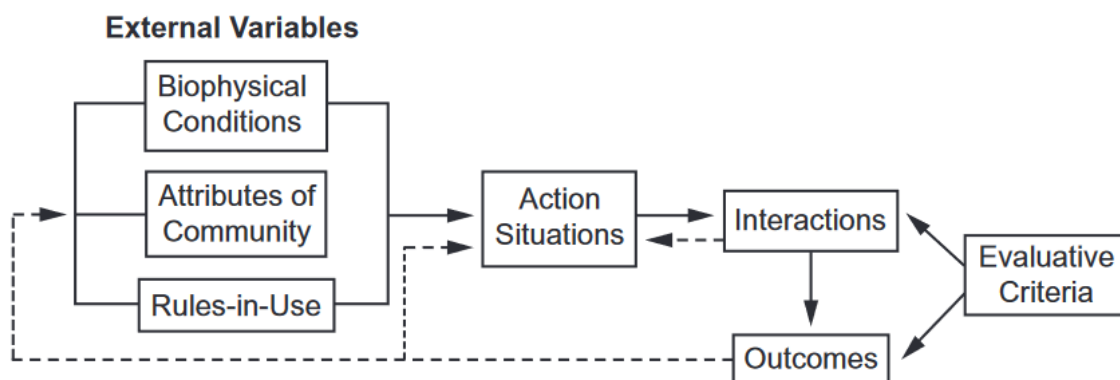 External Variables
Biophysical
Conditions
Attributes of
Community
Rules-in-Use
Action
Situations
Interactions
Outcomes
Evaluative
Criteria